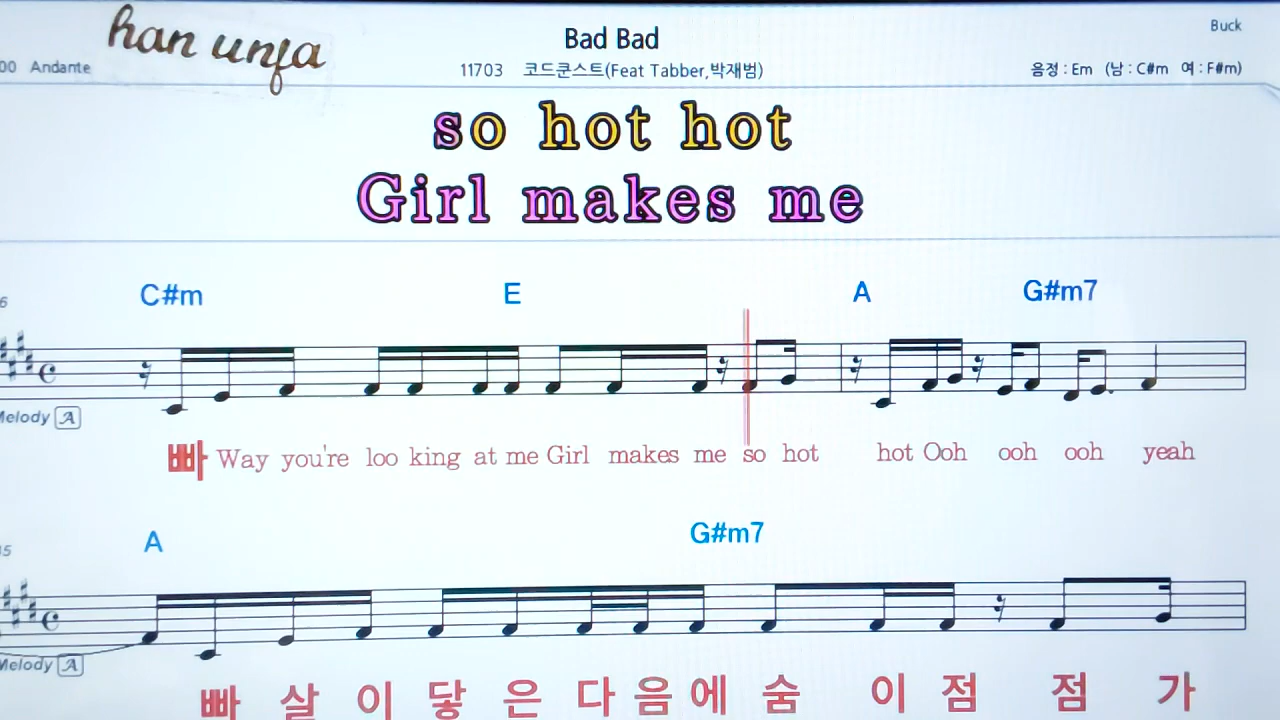 han unfa
Bad Bad
Buck
00 Andante
11703 코드쿤스트(Feat Tabber,박재범)
음정 : Em (남 : C#m 여 : F#m)
so hot hot
Girl makes me
6
C#m E A G#m7
Melody A
빠 Way you're loo king at me Girl makes me so hot hot Ooh ooh ooh yeah
A G#m7
5
Melody A
빠 살 이 닿 은 다 음 에 숨 이 점 점 가